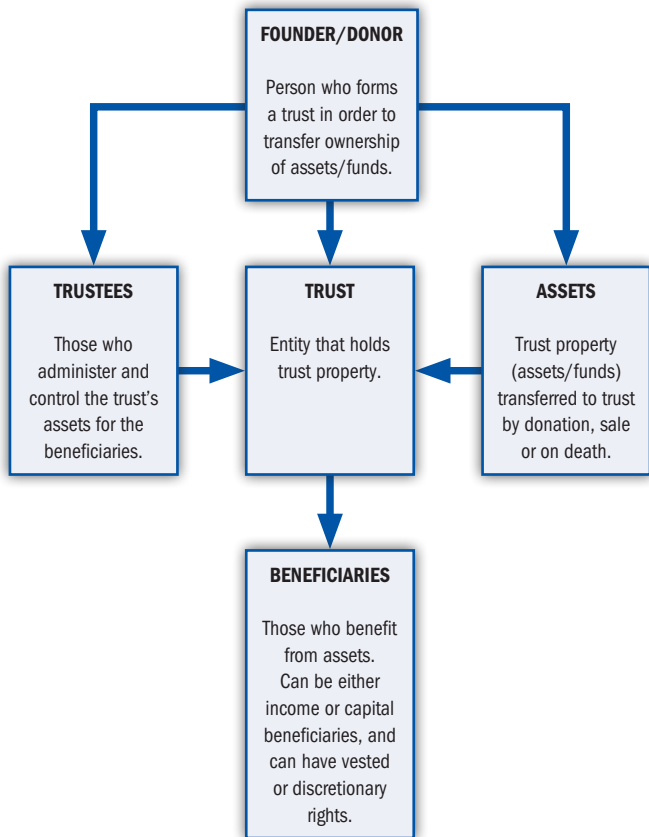 FOUNDER/DONOR
Person who forms
a trust in order to
transfer ownership
of assets/funds.
TRUSTEES
Those who
administer and
control the trust's
assets for the
beneficiaries.
TRUST
Entity that holds
trust property.
ASSETS
Trust property
(assets/funds)
transferred to trust
by donation, sale
or on death.
BENEFICIARIES
Those who benefit
from assets.
Can be either
income or capital
beneficiaries, and
can have vested
or discretionary
rights.